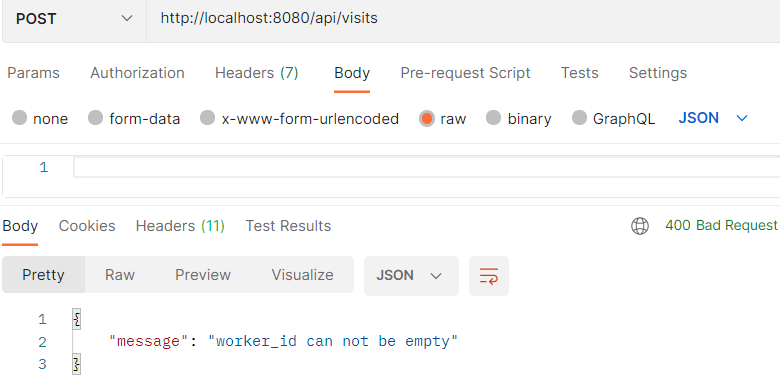 POST http://localhost:8080/api/visits
Params Authorization Headers (7) Body Pre-request Script Tests Settings
none form-data x-www-form-urlencoded raw binary GraphQL JSON
1
Body Cookies Headers (11) Test Results 400 Bad Request
Pretty Raw Preview Visualize JSON
1 {
2 "message": "worker_id can not be empty"
3 }